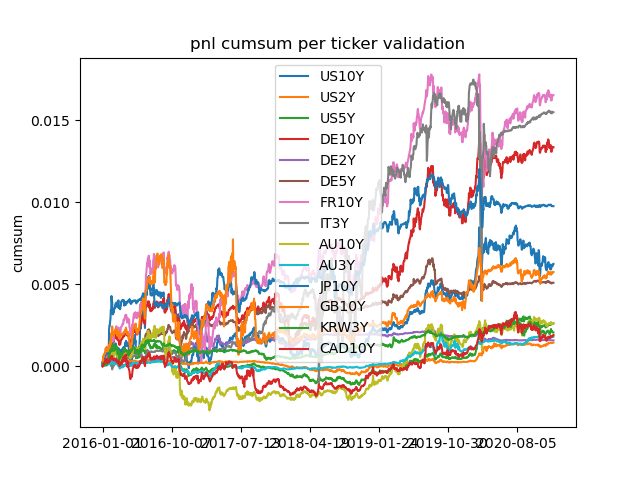 pnl cumsum per ticker validation
cumsum
0.015
0.010
0.005
0.000
US10Y
US2Y
US5Y
DE10Y
DE2Y
DE5Y
FR10Y
IT3Y
AU10Y
AU3Y
JP10Y
GB10Y
KRW3Y
CAD10Y
2016-01-01 2016-10-07 2017-07-13 2018-04-19 2019-01-24 2019-10-30 2020-08-05